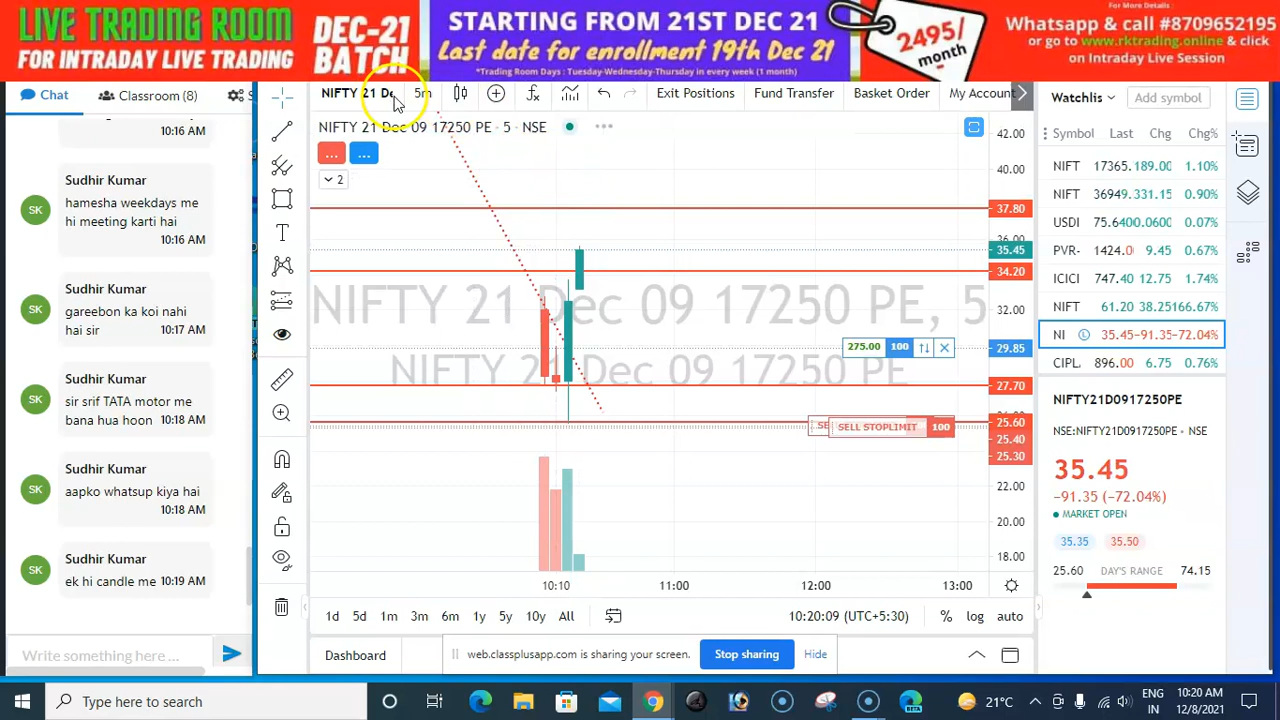 LIVE TRADING ROOM
FOR INTRADAY LIVE TRADING
DEC-21
BATCH
STARTING FROM 21ST DEC 21
Last date for enrollment 19th Dec 21
*Trading Room Days : Tuesday-Wednesday-Thursday in every week (1 month)
2495/
month
For More Details :
Whatsapp & call #8709652195
or go to www.rktrading.online & click
on Intraday Live Session
Chat
Classroom (8)
S
10:16 AM
SK
Sudhir Kumar
hamesha weekdays me
hi meeting karti hai
10:16 AM
SK
Sudhir Kumar
gareebon ka koi nahi
hai sir
10:17 AM
SK
Sudhir Kumar
sir srif TATA motor me
bana hua hoon
10:18 AM
SK
Sudhir Kumar
aapko whatsup kiya hai
10:18 AM
SK
Sudhir Kumar
ek hi candle me
10:19 AM
Write something here ...
NIFTY 21 De
5m
Exit Positions
Fund Transfer
Basket Order
My Account
NIFTY 21 Dec 09 17250 PE · 5 · NSE
...
...
2
NIFTY 21 Dec 09 17250 PE, 5
NIFTY 21 Dec 09 17250 PE
275.00 100
SELL STOPLIMIT 100
42.00
40.00
37.80
36.00
35.45
34.20
32.00
29.85
27.70
25.60
25.40
25.30
22.00
20.00
18.00
10:10
11:00
12:00
13:00
1d
5d
1m
3m
6m
1y
5y
10y
All
10:20:09 (UTC+5:30)
%
log
auto
Dashboard
web.classplusapp.com is sharing your screen.
Stop sharing
Hide
Watchlis
Add symbol
Symbol Last Chg Chg
NIFT 17365. 189.00 1.10%
NIFT 36949. 331.15 0.90%
USDI 75.6400 .0600 0.07%
PVR- 1424.0 9.45 0.67%
ICICI 747.40 12.75 1.74%
NIFT 61.20 38.25 166.67%
NI 35.45 −91.35 −72.04%
CIPL 896.00 6.75 0.76%
NIFTY21D0917250PE
NSE:NIFTY21D0917250PE • NSE
35.45
−91.35 (−72.04%)
MARKET OPEN
35.35
35.50
25.60 DAY'S RANGE 74.15
Type here to search
21°C
ENG
IN
10:20 AM
12/8/2021